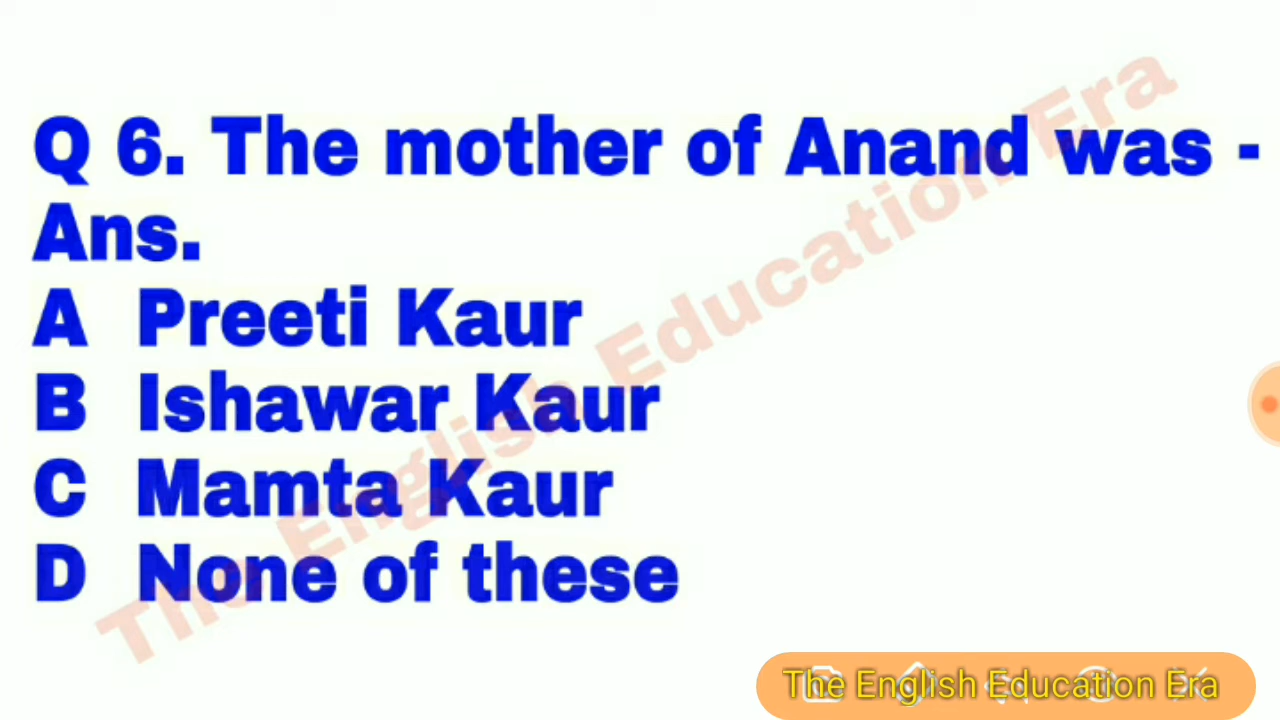 Q 6. The mother of Anand was -
Ans.
A Preeti Kaur
B Ishawar Kaur
C Mamta Kaur
D None of these
The English Education Era
The English Education Era